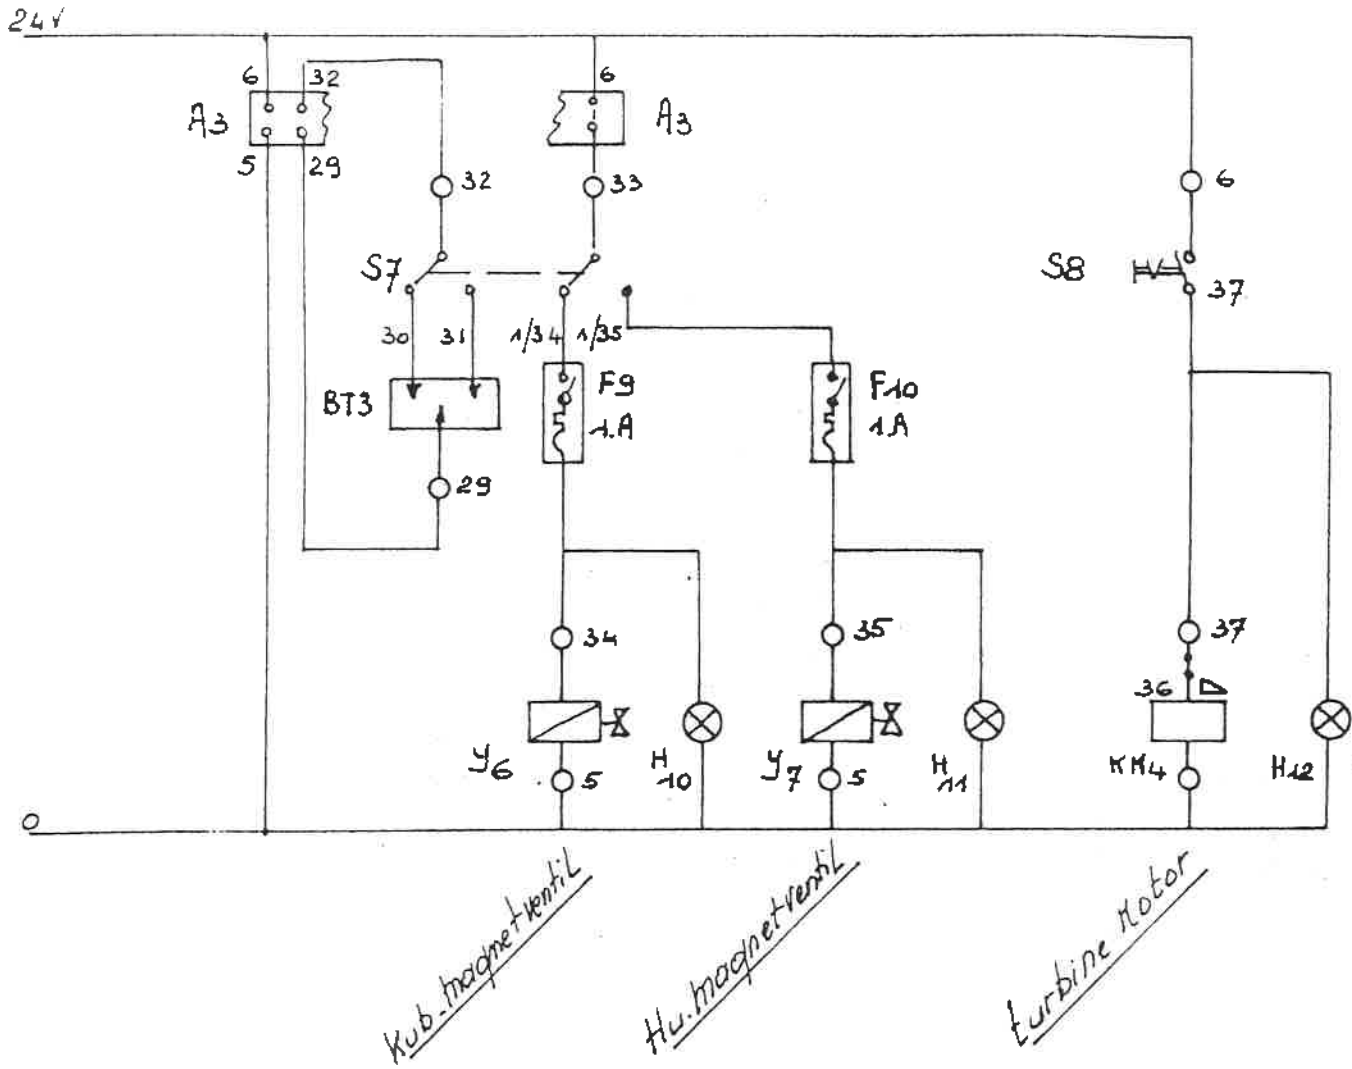 24V
6 32 6
A3 A3
5 29
32 33 6
S7 S8
37
30 31 1/34 1/35
BT3 F9 F10
1.A 1A
29
34 35 37
36
Y6 5 H10 Y7 5 H11 KM4 H12
0
Kub.magnetventil
Hu.magnetventil
turbine Motor